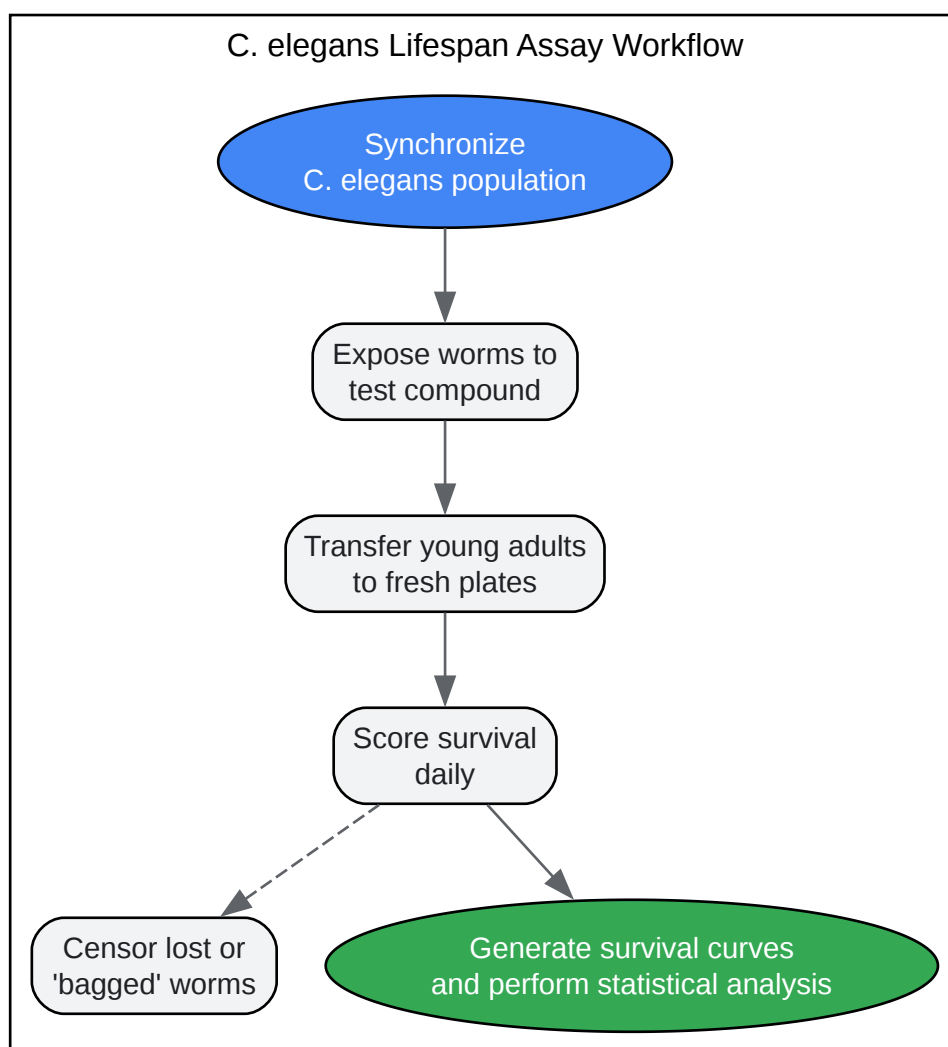 C. elegans Lifespan Assay Workflow
Synchronize
C. elegans population
Expose worms to
test compound
Transfer young adults
to fresh plates
Score survival
daily
Censor lost or
'bagged' worms
Generate survival curves
and perform statistical analysis